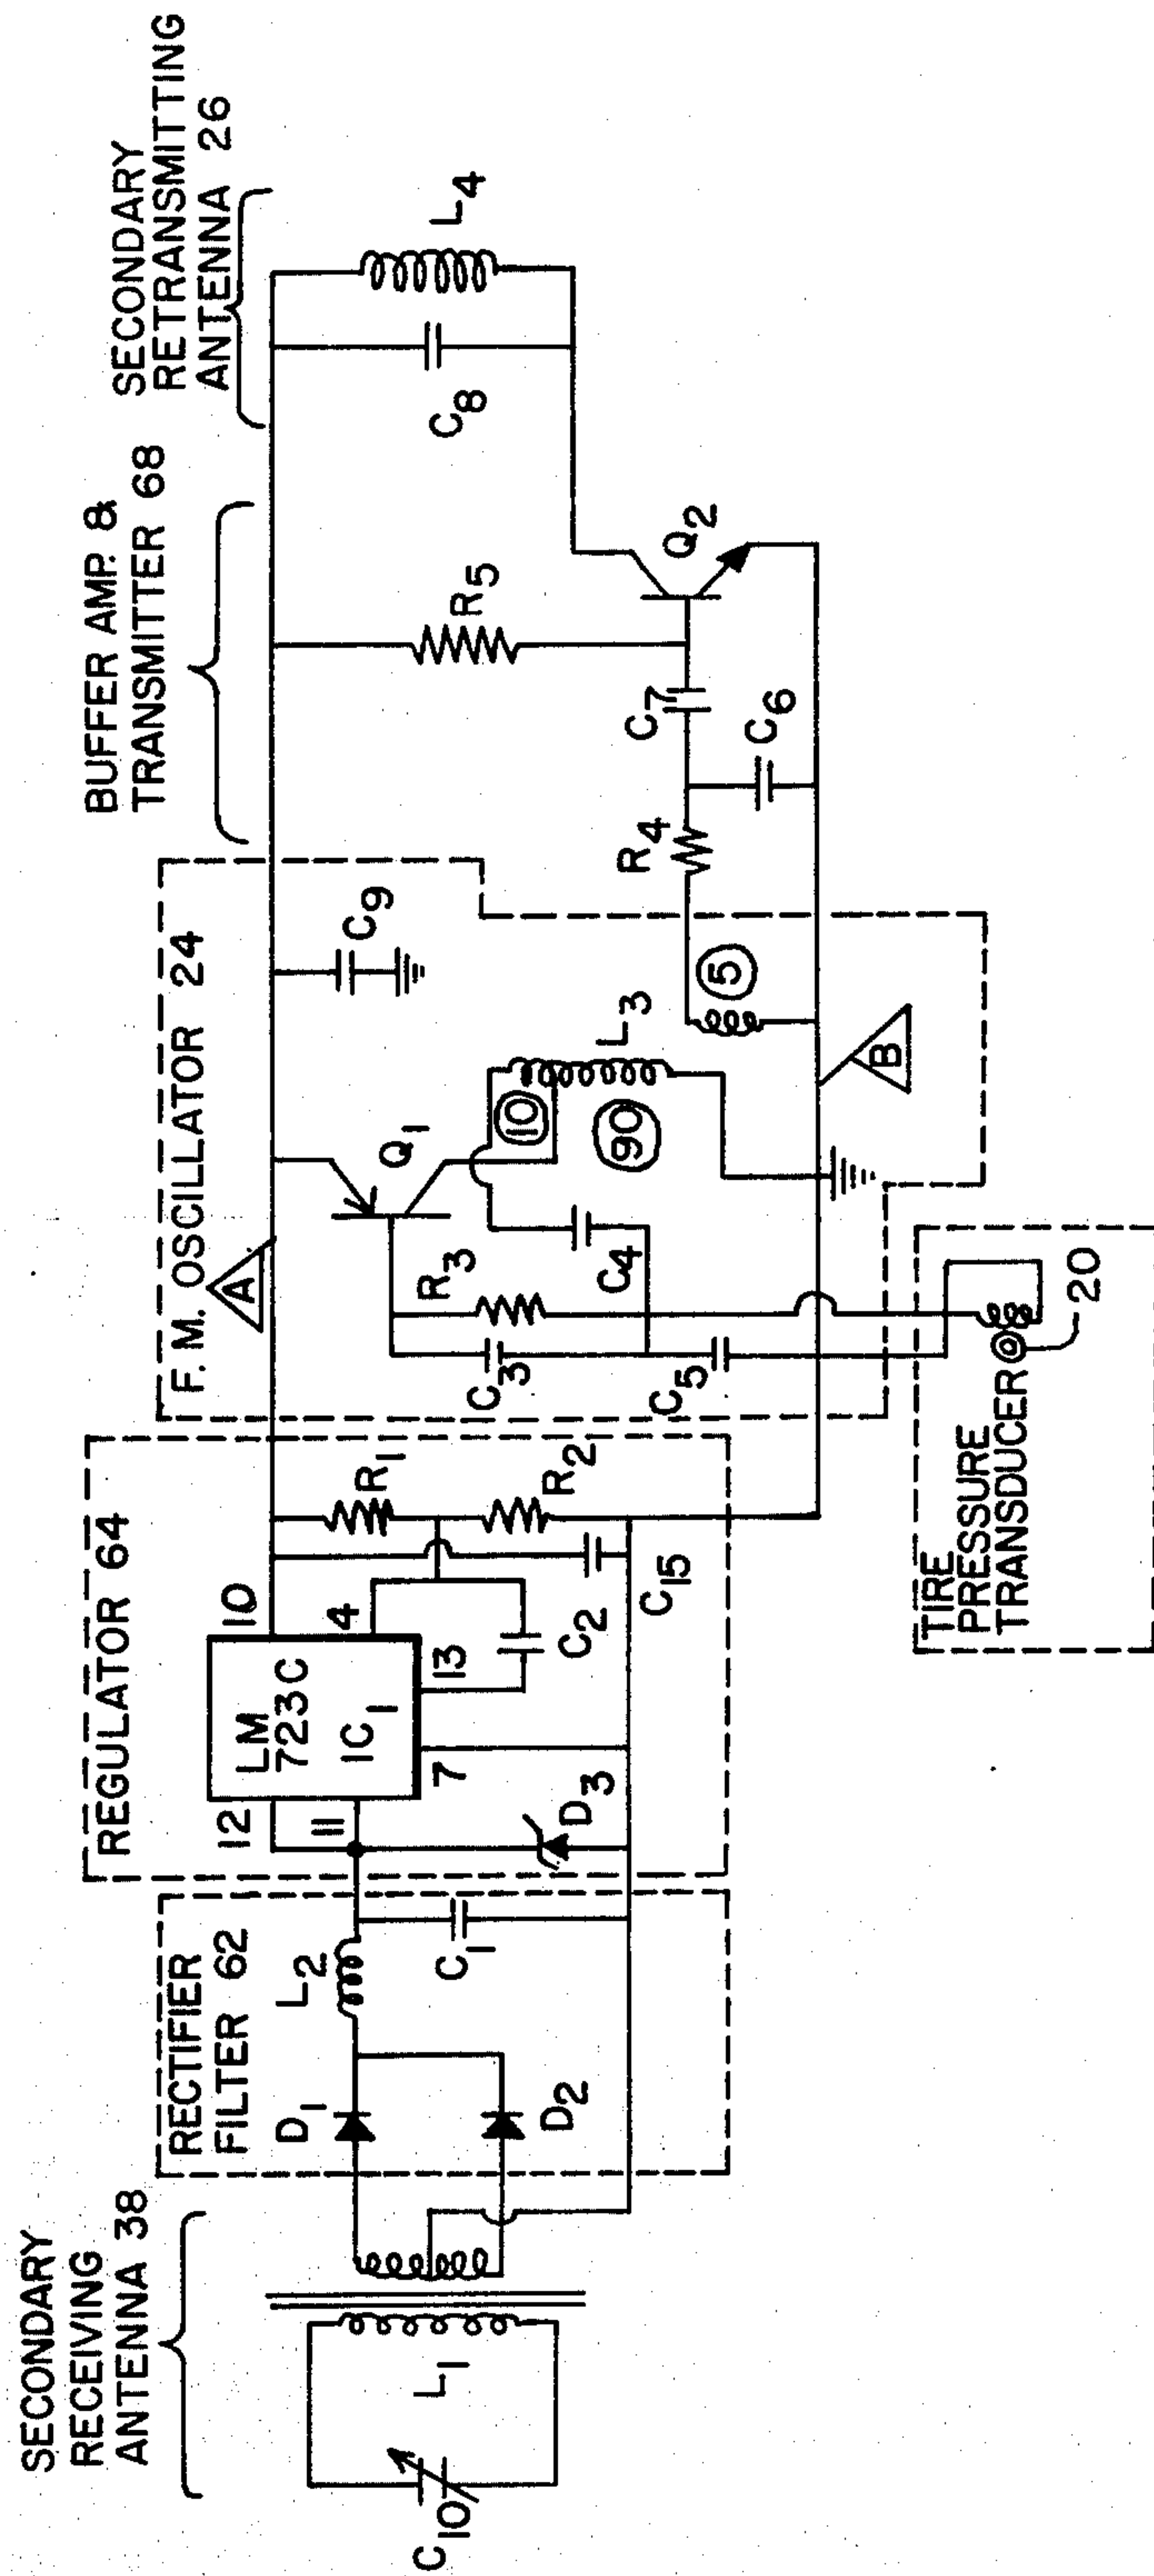 SECONDARY
RECEIVING
ANTENNA 38
C10
L1
RECTIFIER
FILTER 62
D1
D2
L2
C1
REGULATOR 64
12
11
LM
723C
IC1
10
4
13
7
D3
C2
C15
R1
R2
F. M. OSCILLATOR 24
A
C3
R3
C5
C4
Q1
10
90
L3
C9
5
B
TIRE
PRESSURE
TRANSDUCER
20
BUFFER AMP. &
TRANSMITTER 68
R4
C7
C6
R5
Q2
SECONDARY
RETRANSMITTING
ANTENNA 26
C8
L4